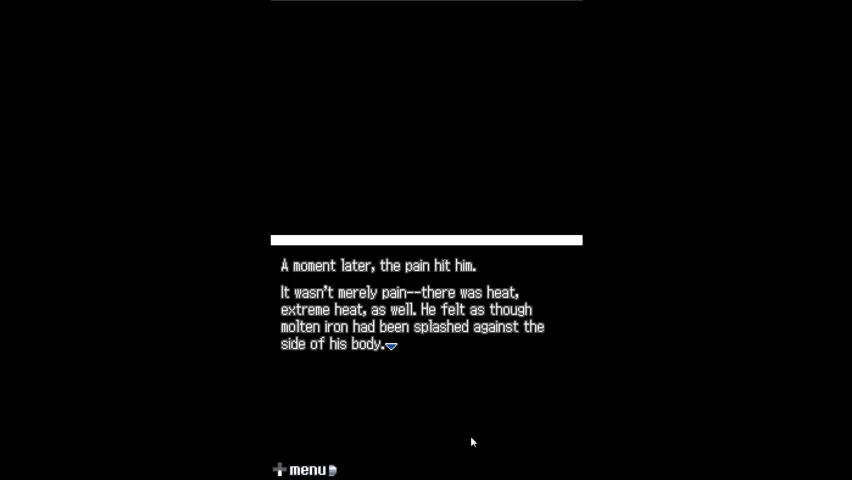 A moment later, the pain hit him.
It wasn't merely pain--there was heat,
extreme heat, as well. He felt as though
molten iron had been splashed against the
side of his body.
menu